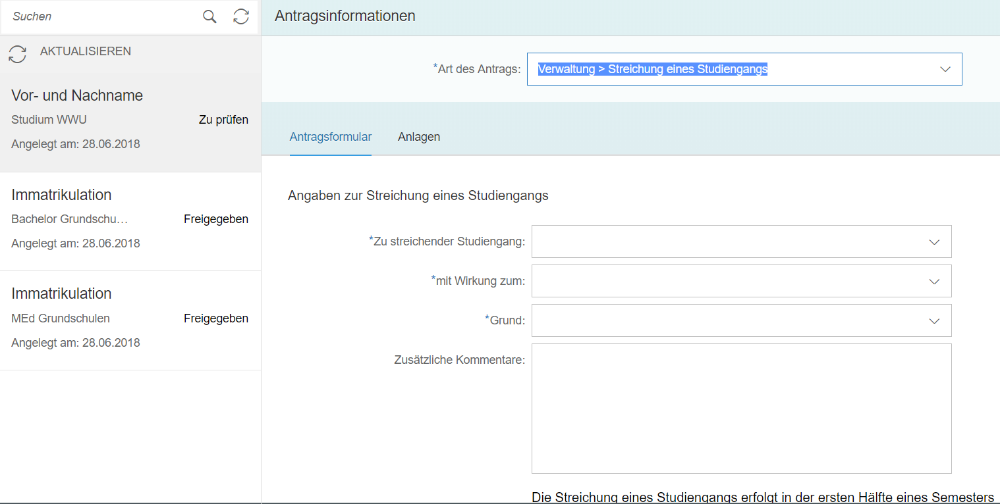 Suchen
AKTUALISIEREN
Vor- und Nachname
Studium WWU Zu prüfen
Angelegt am: 28.06.2018
Immatrikulation
Bachelor Grundschu… Freigegeben
Angelegt am: 28.06.2018
Immatrikulation
MEd Grundschulen Freigegeben
Angelegt am: 28.06.2018
Antragsinformationen
*Art des Antrags: Verwaltung > Streichung eines Studiengangs
Antragsformular Anlagen
Angaben zur Streichung eines Studiengangs
*Zu streichender Studiengang:
*mit Wirkung zum:
*Grund:
Zusätzliche Kommentare:
Die Streichung eines Studiengangs erfolgt in der ersten Hälfte eines Semesters